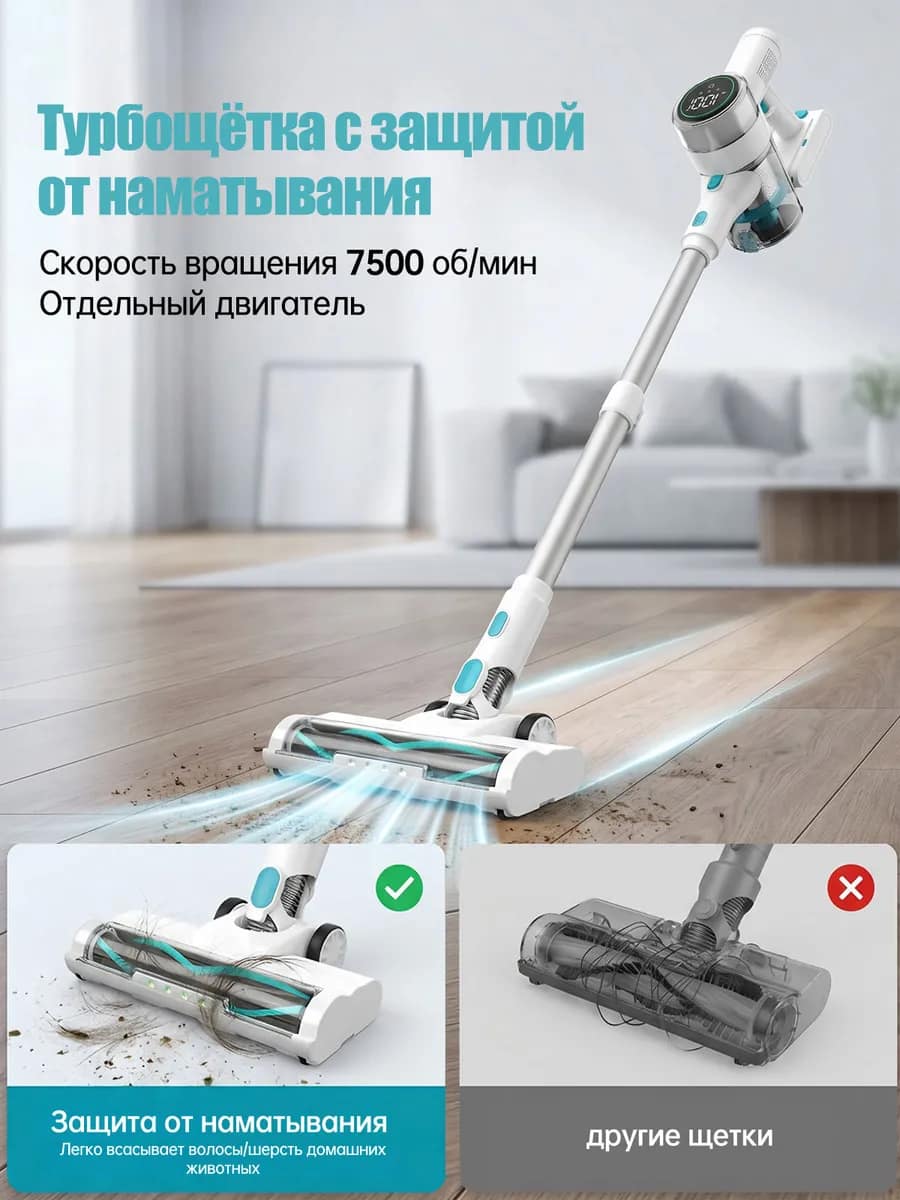 Турбощётка с защитой
от наматывания
Скорость вращения 7500 об/мин
Отдельный двигатель
100
Защита от наматывания
Легко всасывает волосы/шерсть домашних
животных
другие щетки